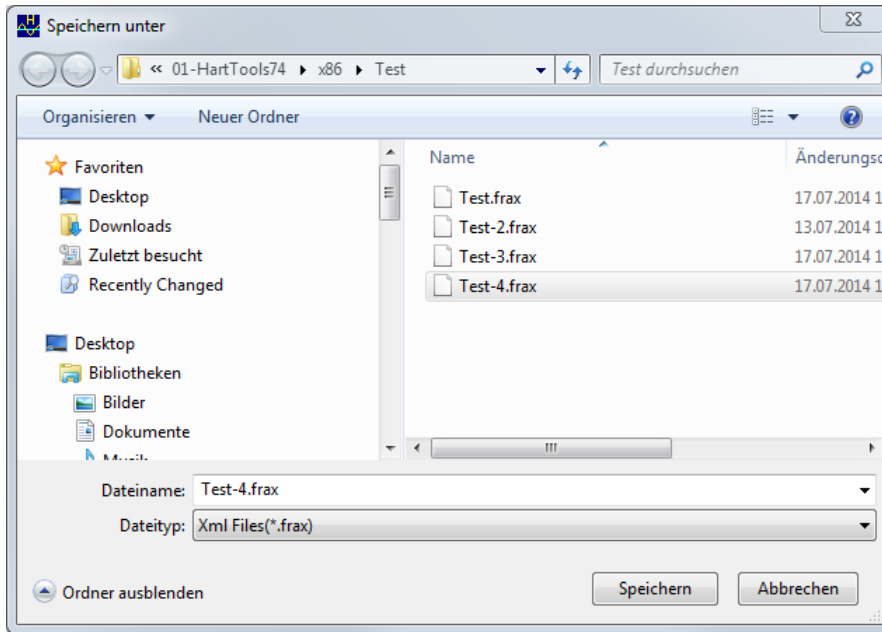 Speichern unter
« 01-HartTools74 ▸ x86 ▸ Test
Test durchsuchen
Organisieren
Neuer Ordner
Favoriten
Desktop
Downloads
Zuletzt besucht
Recently Changed
Desktop
Bibliotheken
Bilder
Dokumente
Name Änderungsd
Test.frax 17.07.2014 1
Test-2.frax 13.07.2014 1
Test-3.frax 17.07.2014 1
Test-4.frax 17.07.2014 1
Dateiname: Test-4.frax
Dateityp: Xml Files(*.frax)
Ordner ausblenden
Speichern
Abbrechen